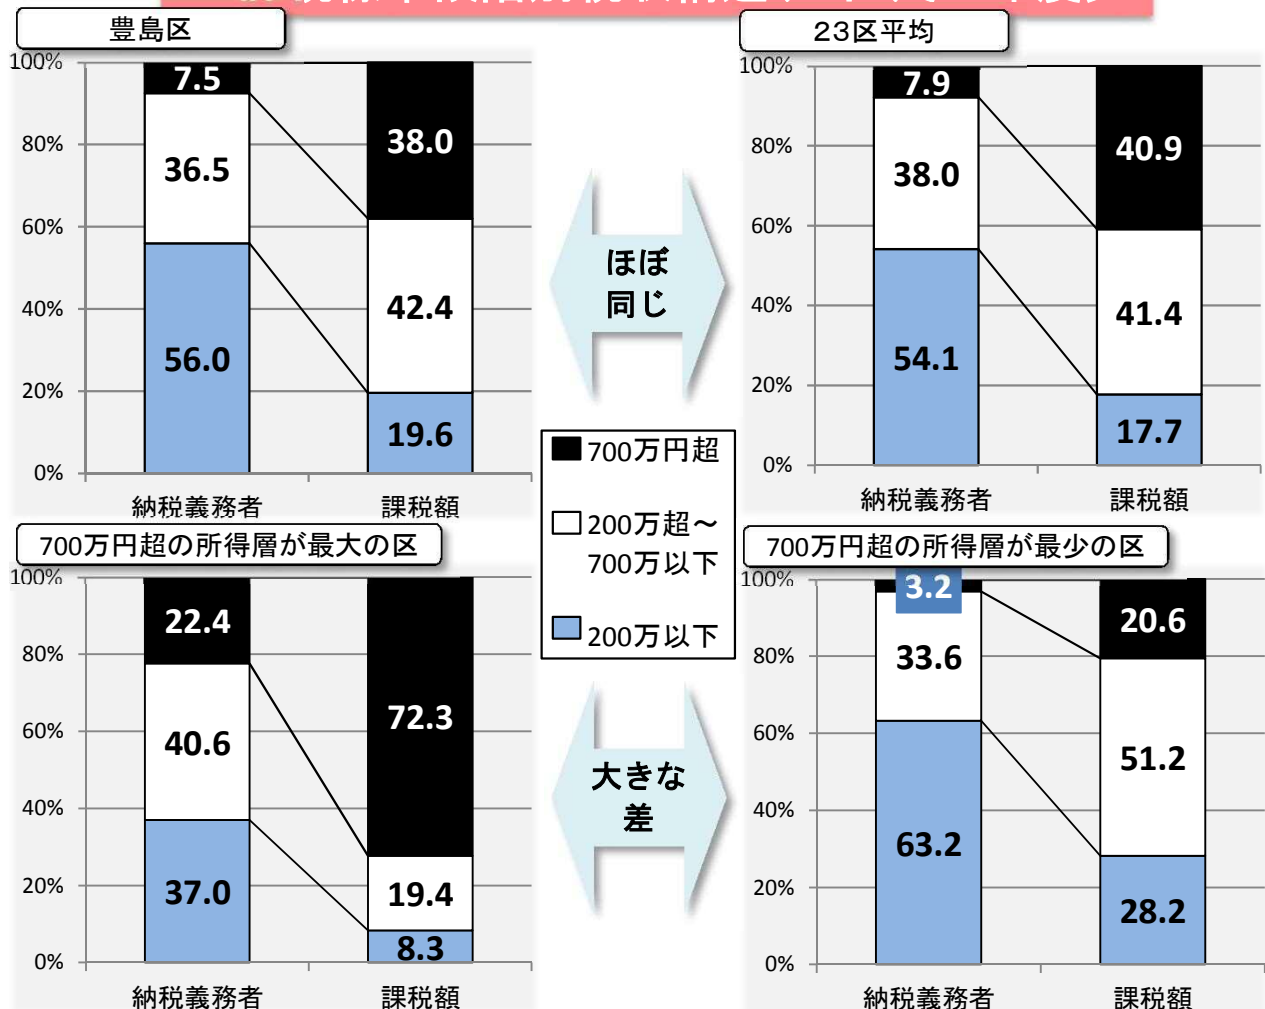 豊島区
100%
80%
60%
40%
20%
0%
7.5
36.5
56.0
38.0
42.4
19.6
納税義務者
課税額
23区平均
100%
80%
60%
40%
20%
0%
7.9
38.0
54.1
40.9
41.4
17.7
納税義務者
課税額
ほぼ
同じ
700万円超
200万超～
700万以下
200万以下
700万円超の所得層が最大の区
100%
80%
60%
40%
20%
0%
22.4
40.6
37.0
72.3
19.4
8.3
納税義務者
課税額
大きな
差
700万円超の所得層が最少の区
100%
80%
60%
40%
20%
0%
3.2
33.6
63.2
20.6
51.2
28.2
納税義務者
課税額